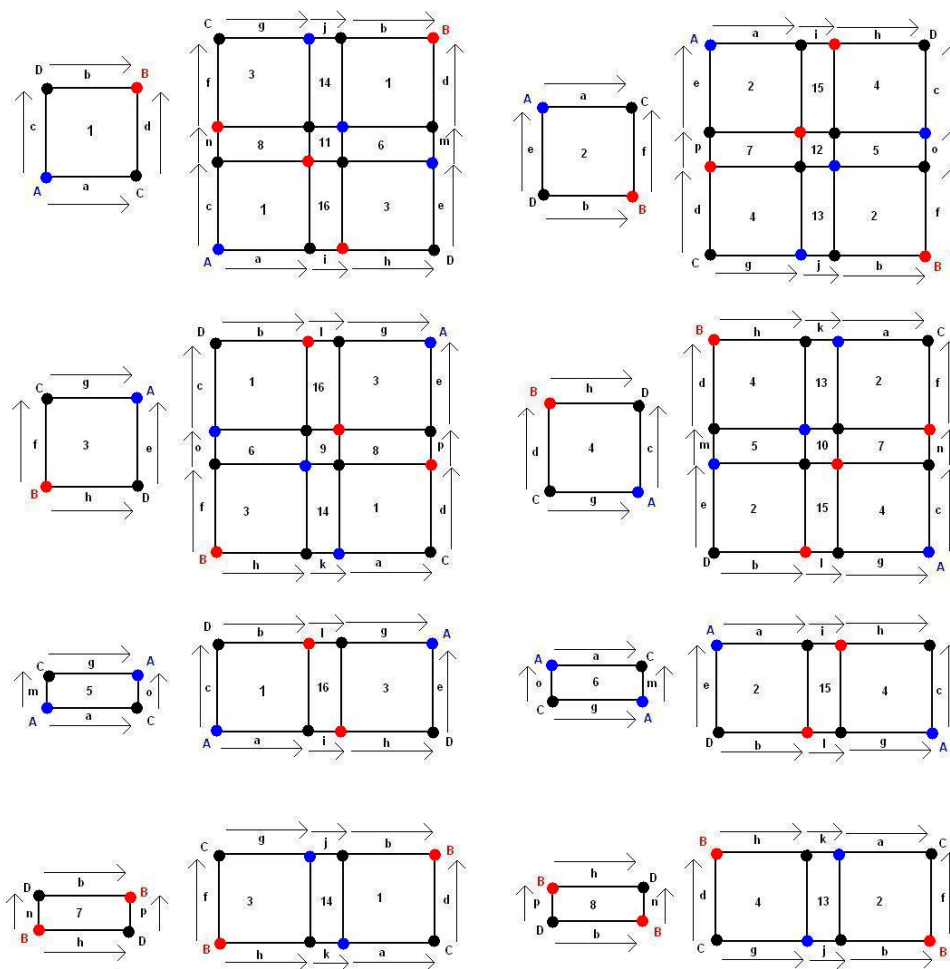 C g j b B
D b B
f 3 14 1 d
c 1 d
n 8 11 6 m
A a C
c 1 16 3 e
A a i h D
A a i h D
e 2 15 4 c
A a C
e 2 f
p 7 12 5 o
D b B
d 4 13 2 f
C g j b B
D b l g A
c 1 16 3 e
C g A
f 3 e
o 6 9 8 p
B h D
f 3 14 1 d
B h k a C
B h k a C
d 4 13 2 f
B h D
d 4 c
m 5 10 7 n
C g A
e 2 15 4 c
D b l g A
D b l g A
C g A
m 5 o
c 1 16 3 e
A a C
A a i h D
A a i h
A a C
o 6 m
e 2 15 4 c
C g A
D b l g A
C g j b B
D b B
n 7 p
f 3 14 1 d
B h D
B h k a C
B h k a C
B h D
p 8 n
d 4 13 2 f
D b B
C g j b B